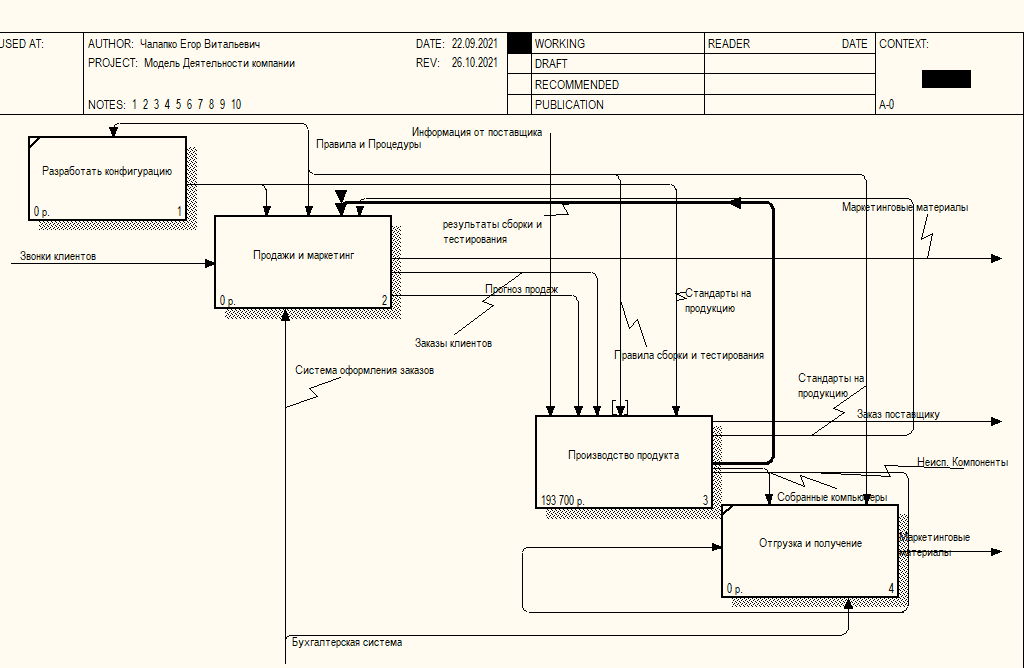 USED AT:
AUTHOR: Чалапко Егор Витальевич
DATE: 22.09.2021
WORKING
READER
DATE
CONTEXT:
PROJECT: Модель Деятельности компании
REV: 26.10.2021
DRAFT
RECOMMENDED
NOTES: 1 2 3 4 5 6 7 8 9 10
PUBLICATION
A-0
Информация от поставщика
Правила и Процедуры
Разработать конфигурацию
0 р.
1
Маркетинговые материалы
результаты сборки и
тестирования
Звонки клиентов
Продажи и маркетинг
0 р.
2
Прогноз продаж
Стандарты на
продукцию
Заказы клиентов
Правила сборки и тестирования
Система оформления заказов
Стандарты на
продукцию
Заказ поставщику
Производство продукта
193 700 р.
3
Неисп. Компоненты
Собранные компьютеры
Отгрузка и получение
0 р.
4
Маркетинговые
материалы
Бухгалтерская система